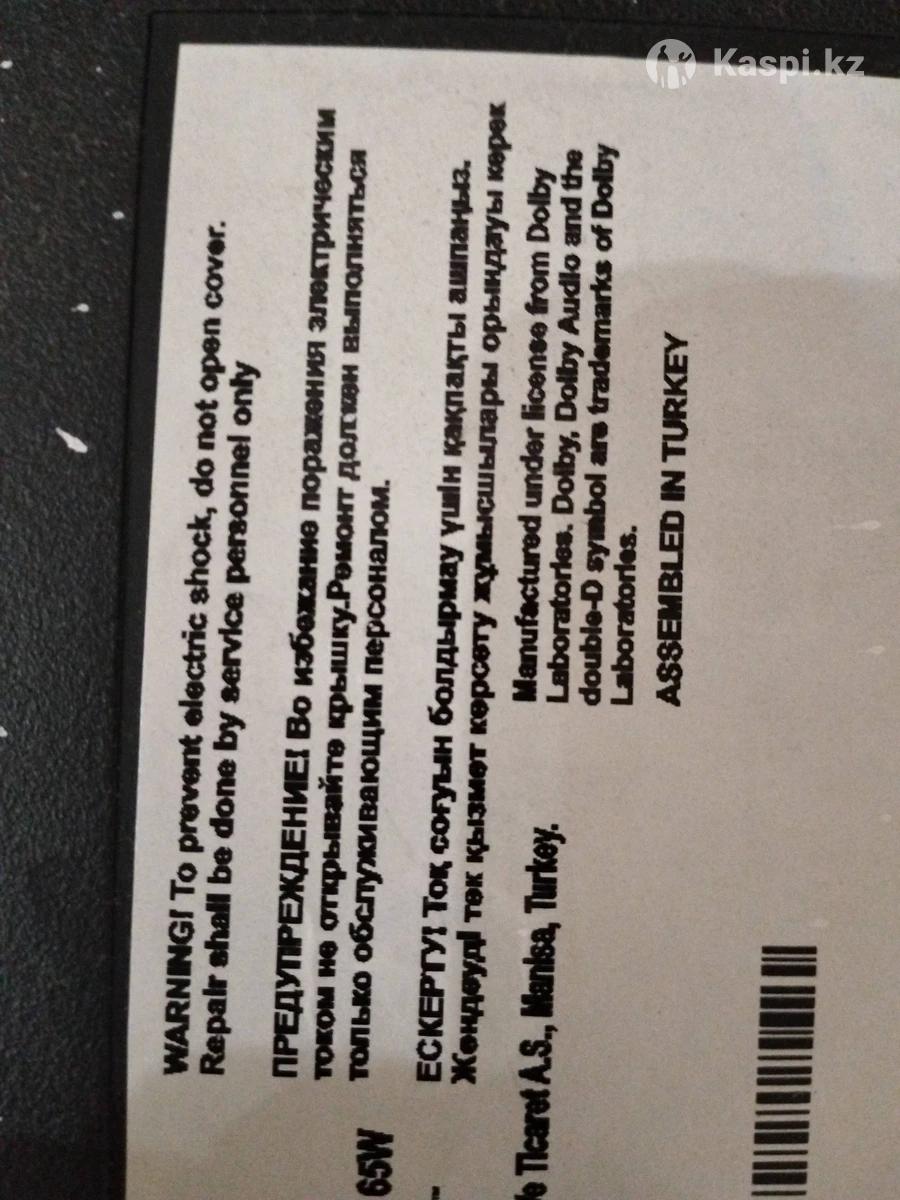 Kaspi.kz
WARNING! To prevent electric shock, do not open cover.
Repair shall be done by service personnel only
ПРЕДУПРЕЖДЕНИЕ! Во избежание поражения электрическим
током не открывайте крышку.Ремонт должен выполняться
только обслуживающим персоналом.
65W
ЕСКЕРТУ! Тоқ соғуын болдырмау үшін қақпақты ашпаңыз.
Жөндеуді тек қызмет көрсету жұмысшылары орындауы керек
Manufactured under license from Dolby
Laboratories. Dolby, Dolby Audio and the
double-D symbol are trademarks of Dolby
Laboratories.
Ticaret A.S., Manisa, Turkey.
ASSEMBLED IN TURKEY